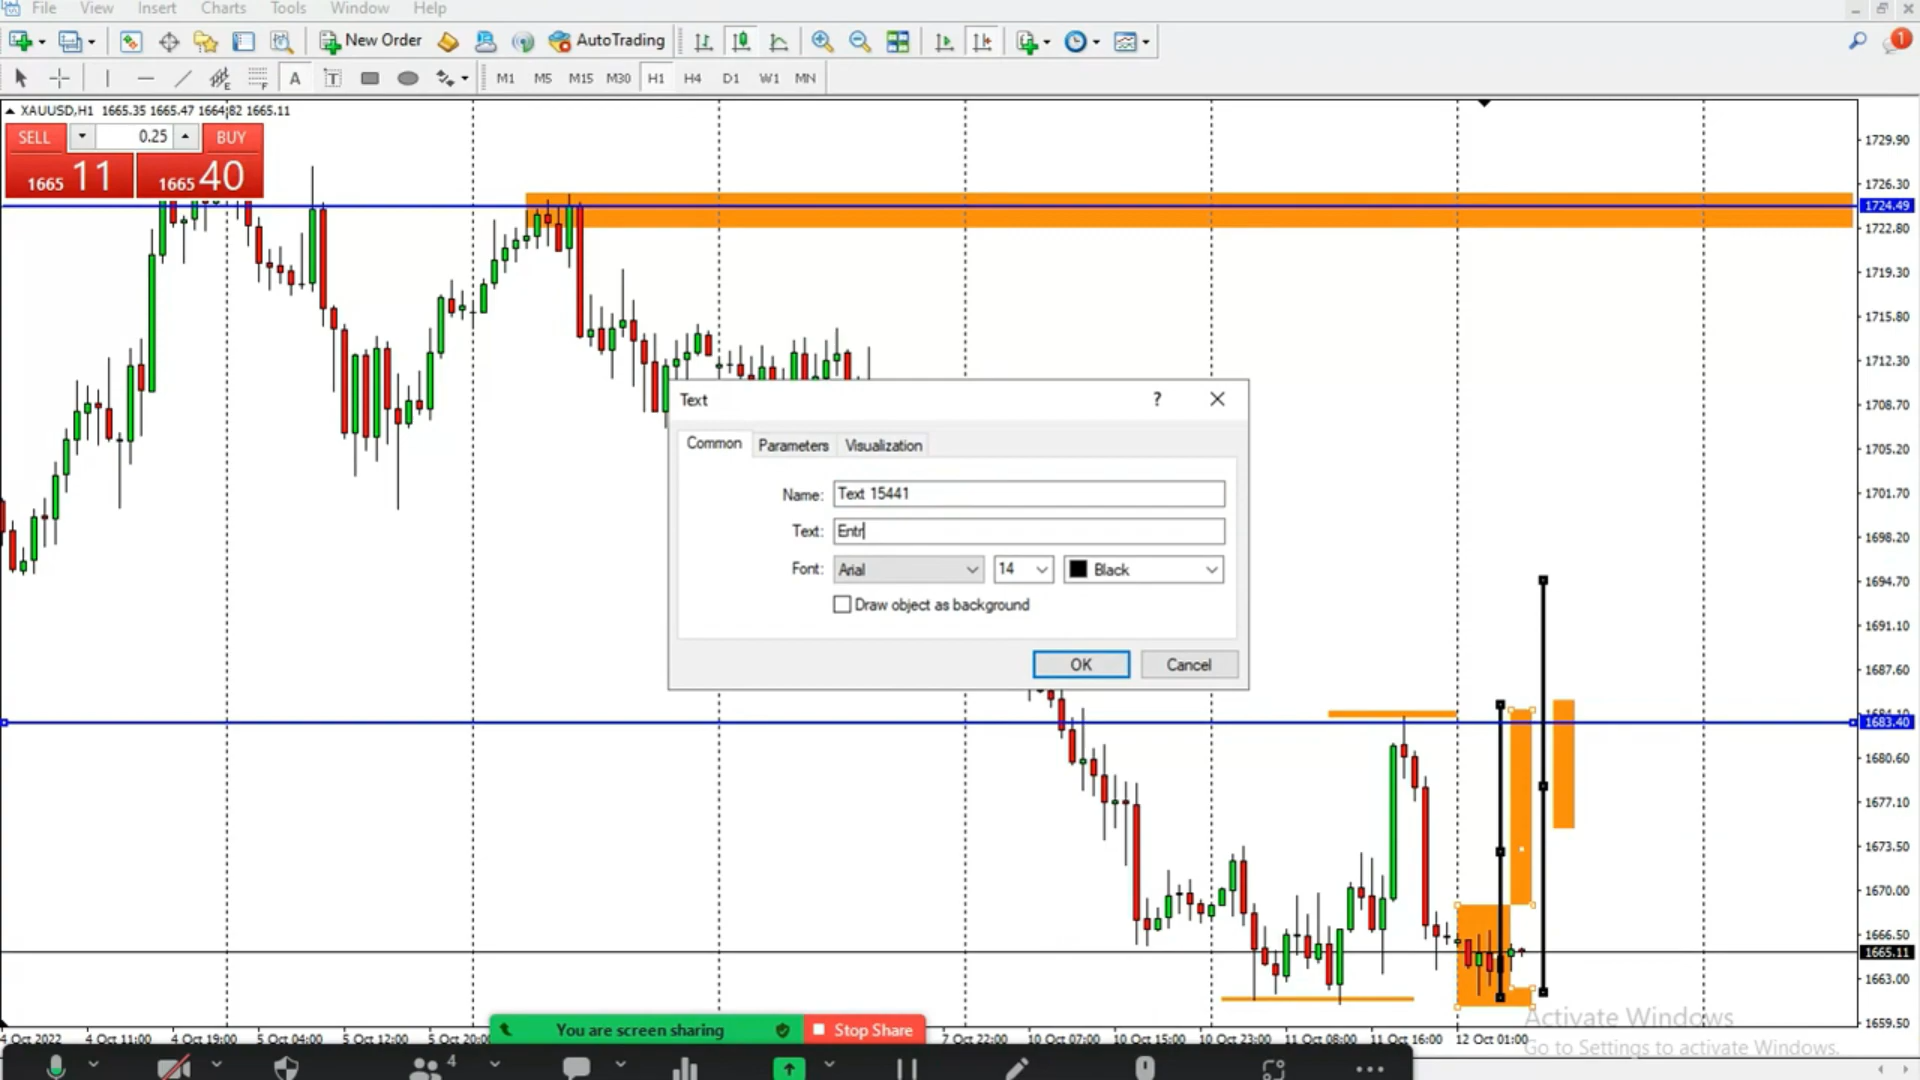 File View Insert Charts Tools Window Help
New Order AutoTrading
1
A T M1 M5 M15 M30 H1 H4 D1 W1 MN
XAUUSD,H1 1665.35 1665.47 1664.82 1665.11
SELL 0.25 BUY
1665 11 1665 40
1729.90
1726.30
1724.49
1722.80
1719.30
1715.80
1712.30
1708.70
1705.20
1701.70
1698.20
1694.70
1691.10
1687.60
1683.40
1680.60
1677.10
1673.50
1670.00
1666.50
1665.11
1663.00
1659.50
Text ?
Common Parameters Visualization
Name: Text 15441
Text: Entr
Font: Arial 14 Black
Draw object as background
OK Cancel
4 Oct 2022 4 Oct 11:00 4 Oct 19:00 5 Oct 04:00 5 Oct 12:00 5 Oct 20:0 7 Oct 22:00 10 Oct 07:00 10 Oct 15:00 10 Oct 23:00 11 Oct 08:00 11 Oct 16:00 12 Oct 01:00
You are screen sharing Stop Share
Activate Windows
Go to Settings to activate Windows.
4